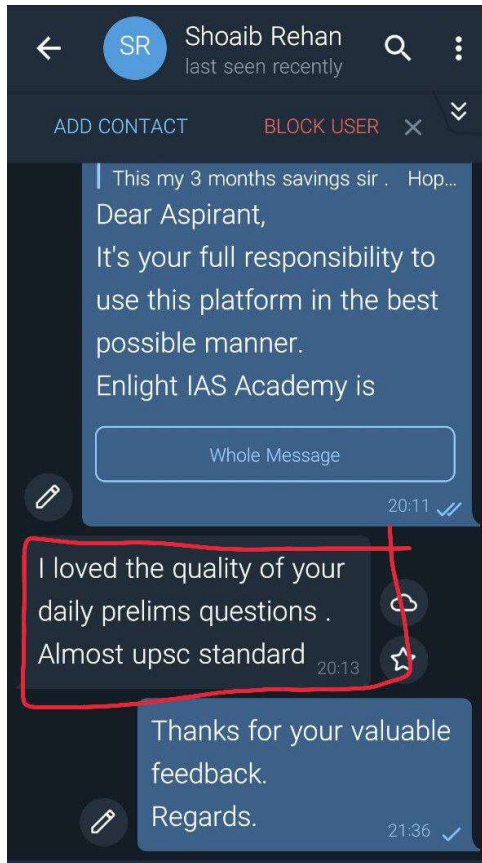 SR
Shoaib Rehan
last seen recently
ADD CONTACT
BLOCK USER
This my 3 months savings sir . Hop...
Dear Aspirant,
It's your full responsibility to
use this platform in the best
possible manner.
Enlight IAS Academy is
Whole Message
20:11
I loved the quality of your
daily prelims questions .
Almost upsc standard
20:13
Thanks for your valuable
feedback.
Regards.
21:36